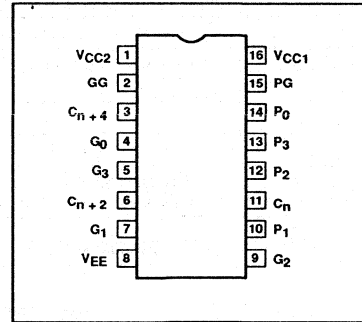 VCC2 1 16 VCC1
GG 2 15 PG
Cn + 4 3 14 P0
G0 4 13 P3
G3 5 12 P2
Cn + 2 6 11 Cn
G1 7 10 P1
VEE 8 9 G2